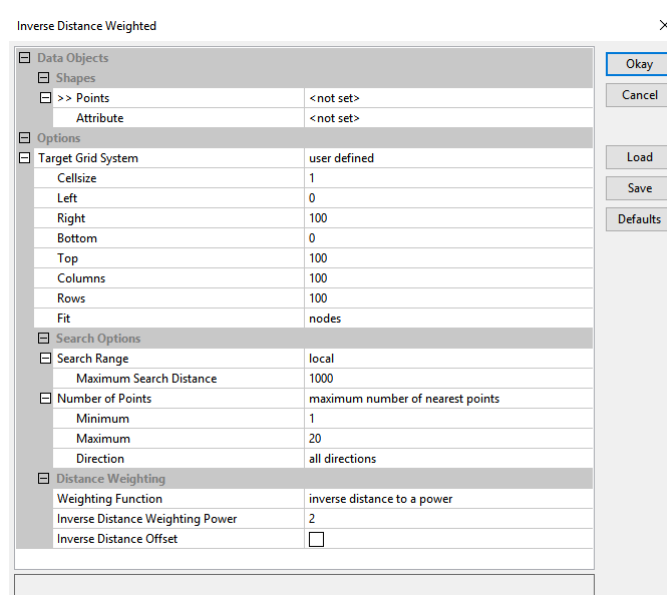 Inverse Distance Weighted
Data Objects
Shapes
>> Points <not set>
Attribute <not set>
Options
Target Grid System user defined
Cellsize 1
Left 0
Right 100
Bottom 0
Top 100
Columns 100
Rows 100
Fit nodes
Search Options
Search Range local
Maximum Search Distance 1000
Number of Points maximum number of nearest points
Minimum 1
Maximum 20
Direction all directions
Distance Weighting
Weighting Function inverse distance to a power
Inverse Distance Weighting Power 2
Inverse Distance Offset
Okay
Cancel
Load
Save
Defaults